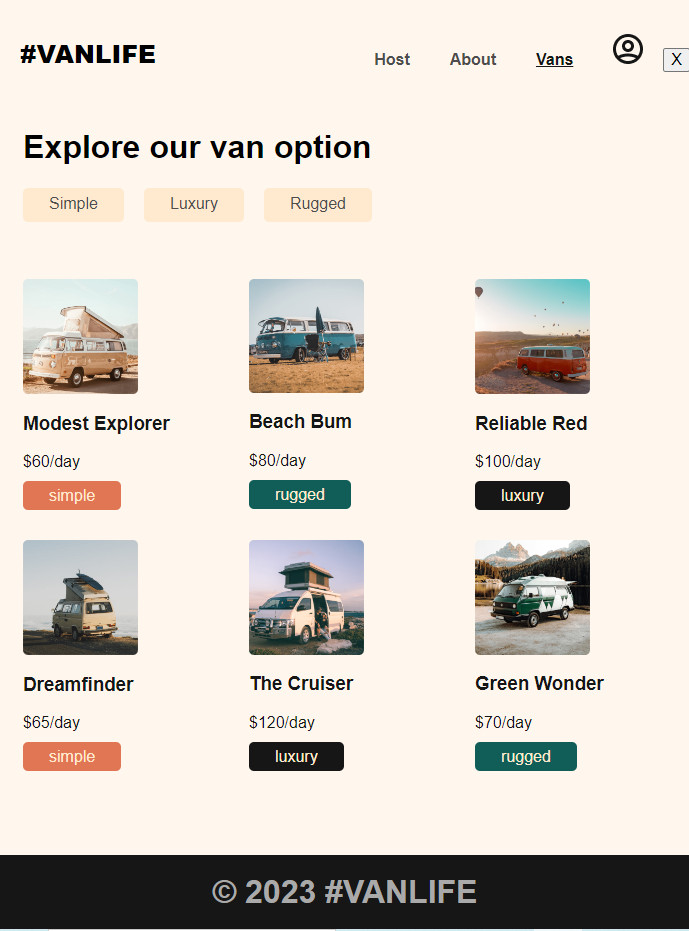 #VANLIFE Host About Vans X
Explore our van option
Simple Luxury Rugged
Modest Explorer Beach Bum Reliable Red
$60/day $80/day $100/day
simple rugged luxury
Dreamfinder The Cruiser Green Wonder
$65/day $120/day $70/day
simple luxury rugged
© 2023 #VANLIFE